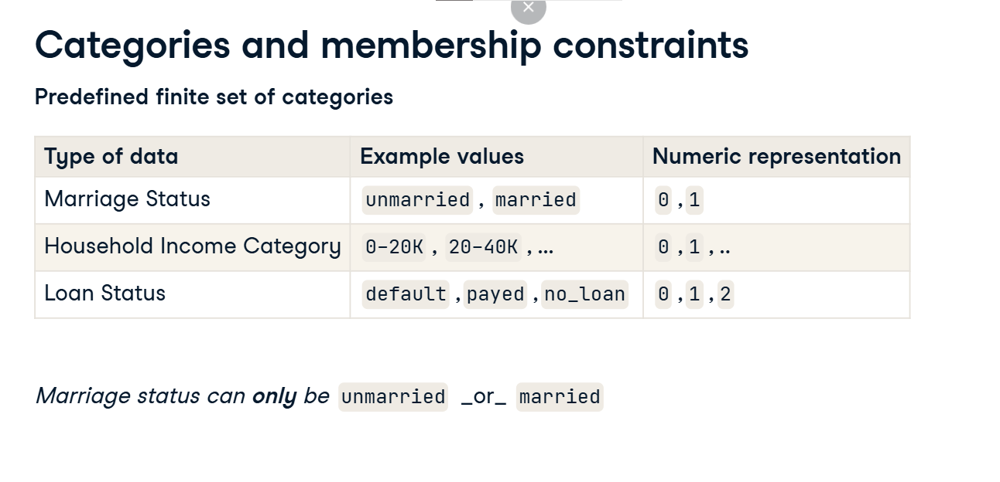 Categories and membership constraints
Predefined finite set of categories
Type of data Example values Numeric representation
Marriage Status unmarried , married 0 , 1
Household Income Category 0-20K , 20-40K , ... 0 , 1 , ..
Loan Status default , payed , no_loan 0 , 1 , 2
Marriage status can only be unmarried _or_ married